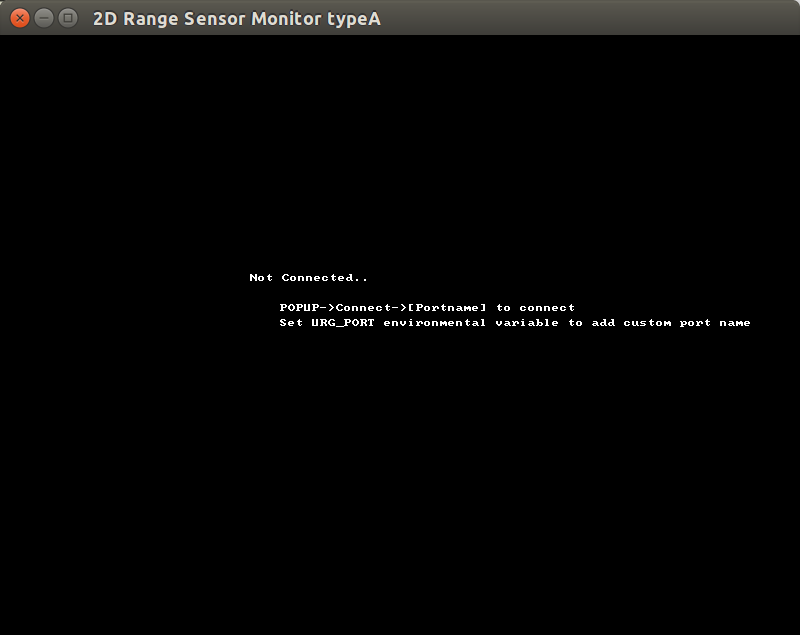 2D Range Sensor Monitor typeA
Not Connected..
POPUP->Connect->[Portname] to connect
Set URG_PORT environmental variable to add custom port name